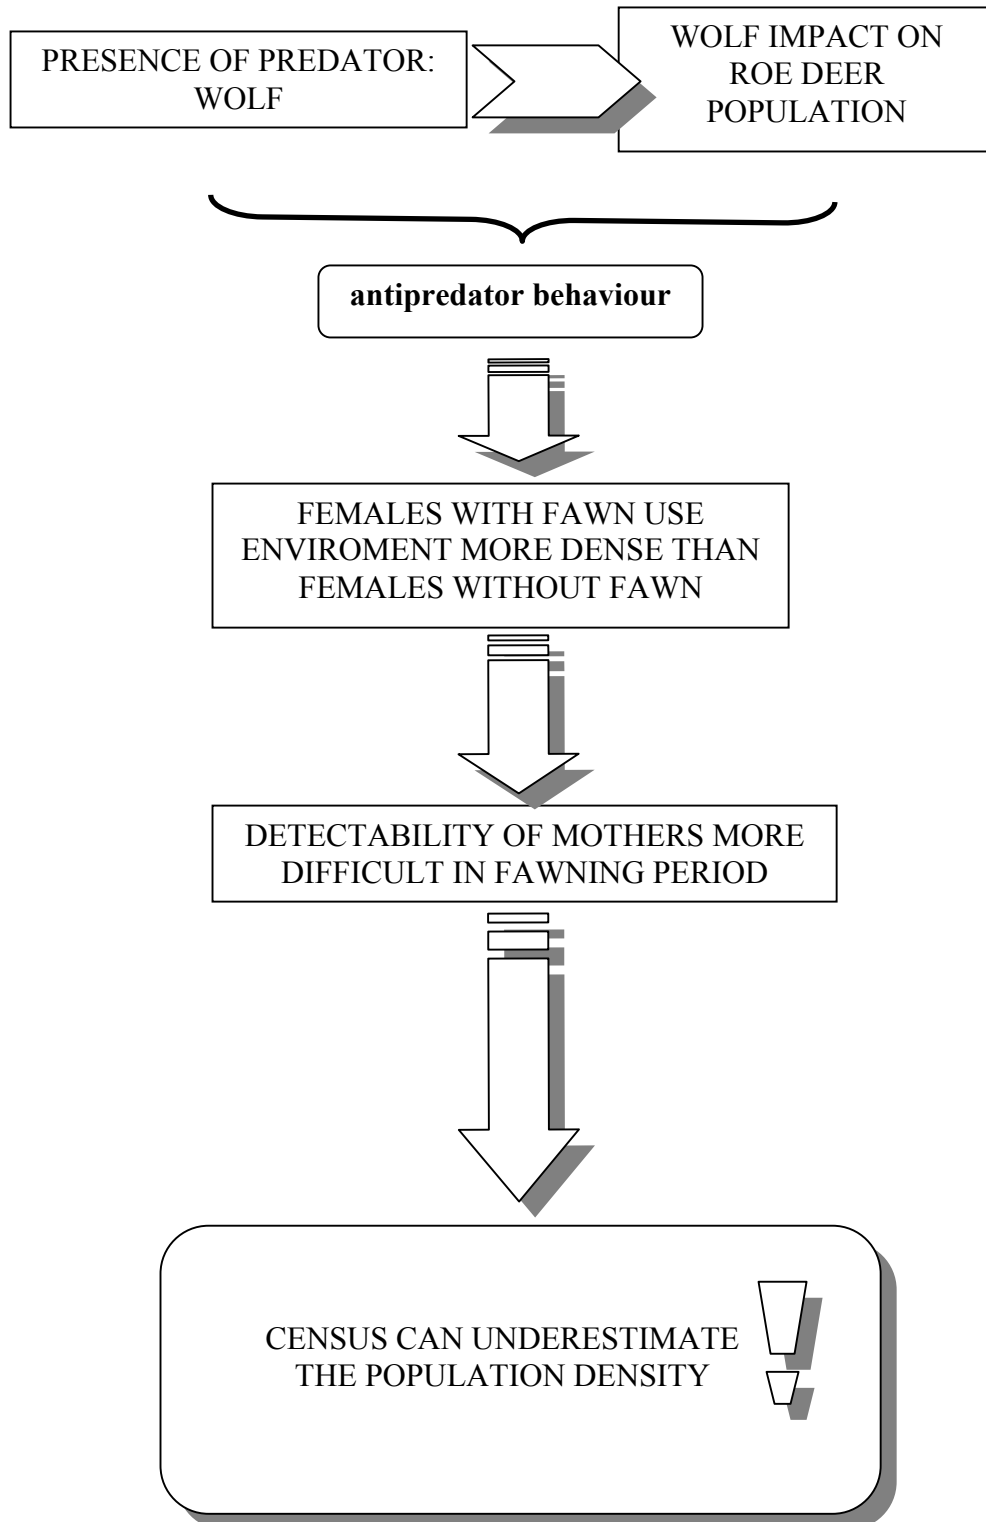 PRESENCE OF PREDATOR:
WOLF
WOLF IMPACT ON
ROE DEER
POPULATION
antipredator behaviour
FEMALES WITH FAWN USE
ENVIROMENT MORE DENSE THAN
FEMALES WITHOUT FAWN
DETECTABILITY OF MOTHERS MORE
DIFFICULT IN FAWNING PERIOD
CENSUS CAN UNDERESTIMATE
THE POPULATION DENSITY
!